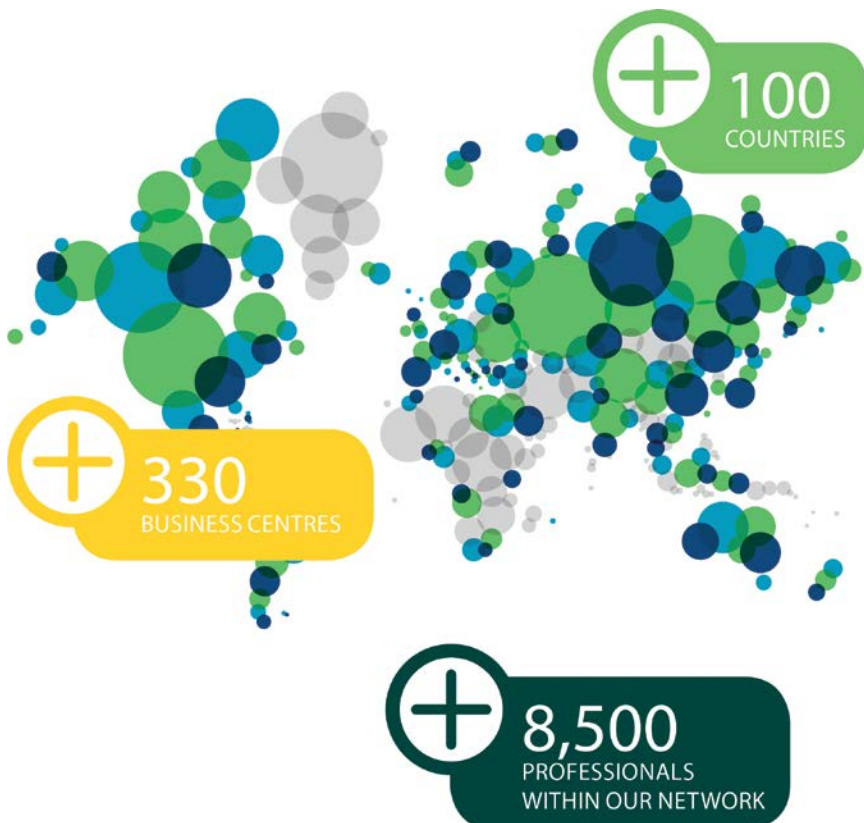 100
COUNTRIES
330
BUSINESS CENTRES
8,500
PROFESSIONALS
WITHIN OUR NETWORK